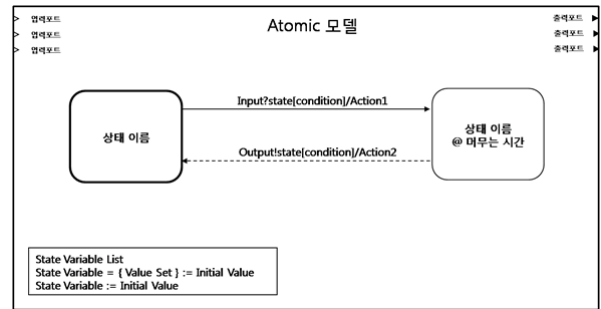 Atomic 모델
입력포트
입력포트
입력포트
출력포트
출력포트
출력포트
상태 이름
Input?state[condition]/Action1
Output!state[condition]/Action2
상태 이름
@ 머무는 시간
State Variable List
State Variable = { Value Set } := Initial Value
State Variable := Initial Value